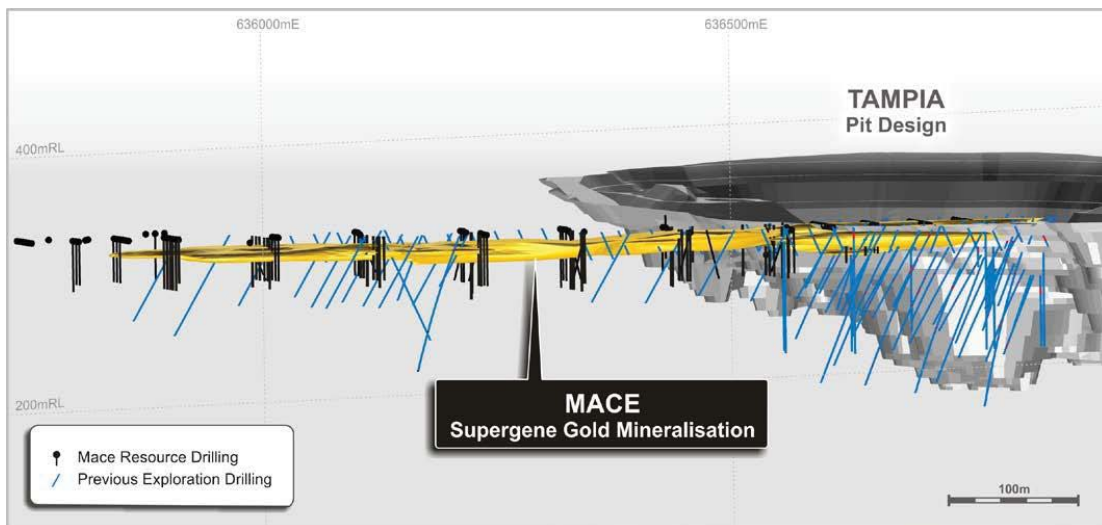 636000mE
636500mE
TAMPIA
Pit Design
400mRL
200mRL
MACE
Supergene Gold Mineralisation
Mace Resource Drilling
Previous Exploration Drilling
100m